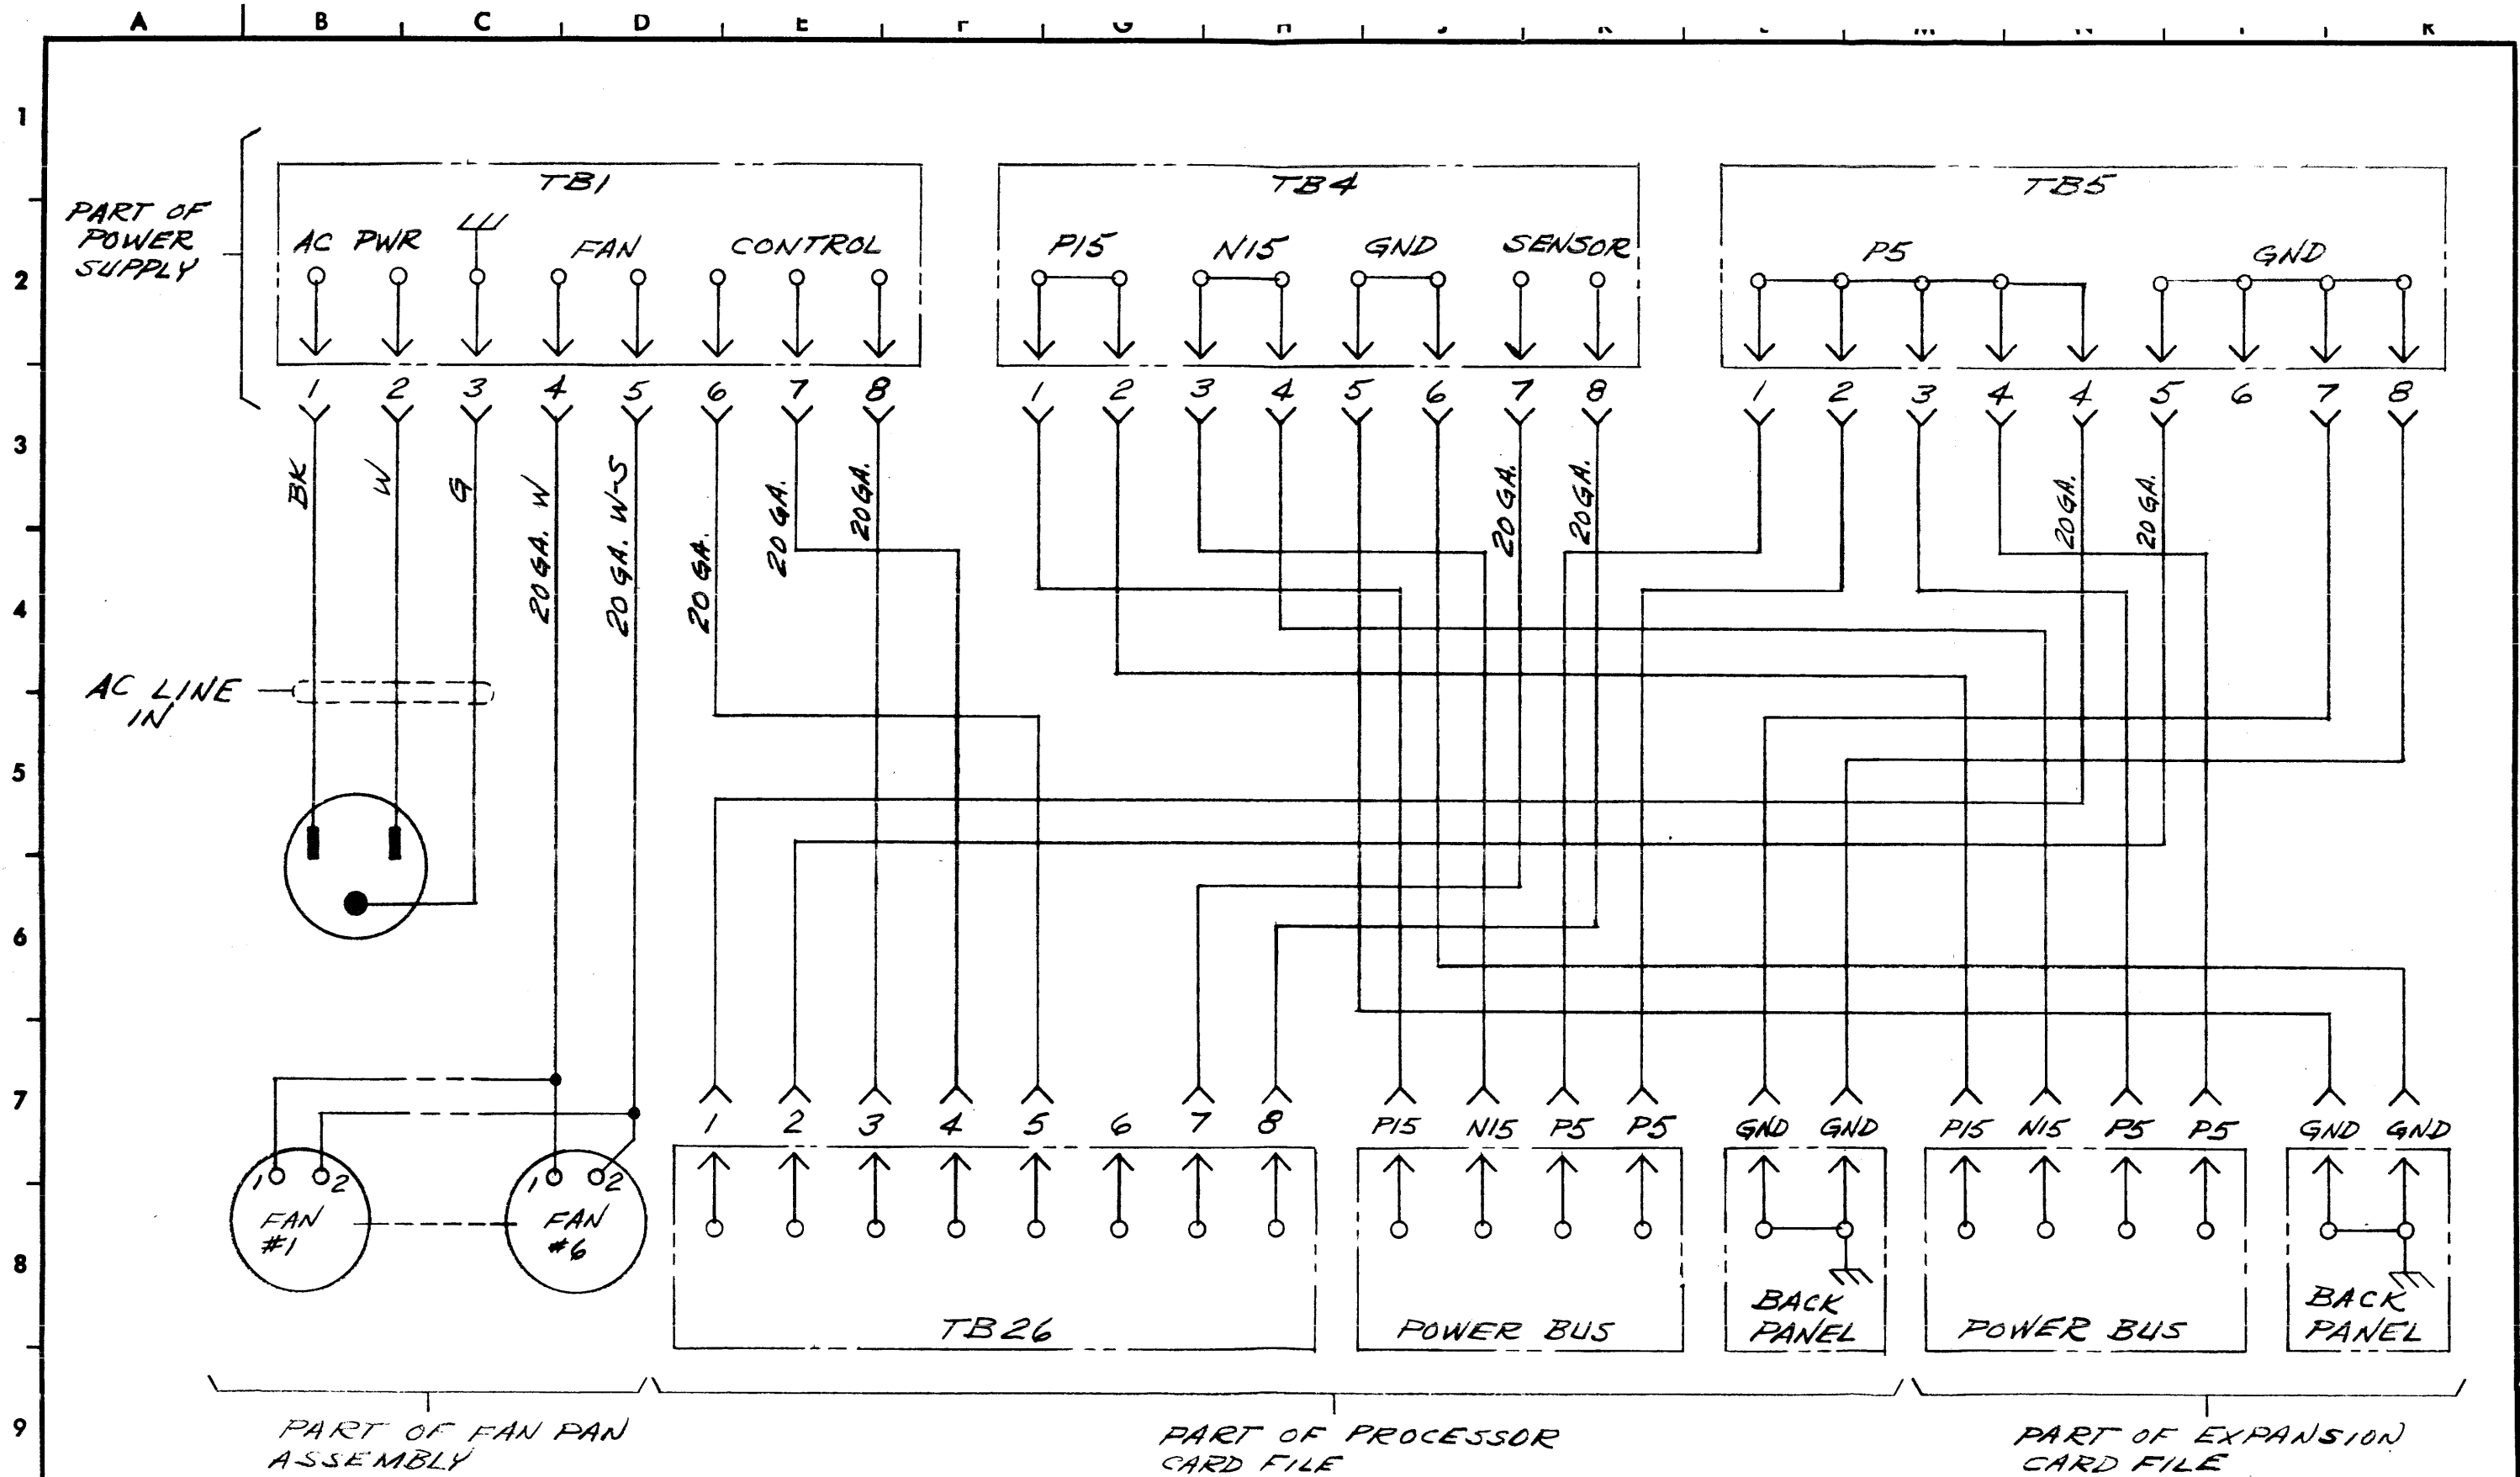 A B C D E F G H J K L M N P R
1
TB1 TB4 TB5
PART OF
POWER
SUPPLY
AC PWR FAN CONTROL P15 N15 GND SENSOR P5 GND
2
1 2 3 4 5 6 7 8 1 2 3 4 5 6 7 8 1 2 3 4 4 5 6 7 8
3
BK W G 20 GA. W 20 GA. W-S 20 GA. 20 GA. 20 GA. 20 GA. 20 GA. 20 GA. 20 GA.
4
AC LINE
IN
5
6
7
1 2 3 4 5 6 7 8 P15 N15 P5 P5 GND GND P15 N15 P5 P5 GND GND
1 2 1 2
FAN
#1
FAN
#6
8
TB26
POWER BUS
BACK
PANEL
POWER BUS
BACK
PANEL
9
PART OF FAN PAN
ASSEMBLY
PART OF PROCESSOR
CARD FILE
PART OF EXPANSION
CARD FILE